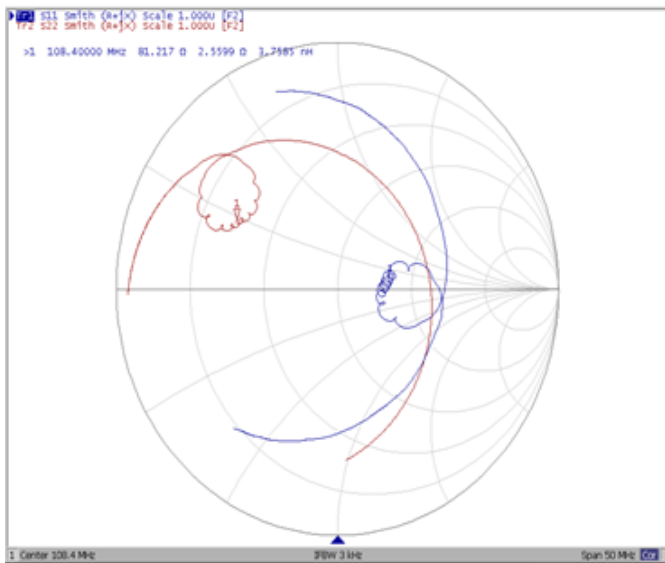 Tr1 S11 Smith (R+jX) Scale 1.000U [F2]
Tr2 S22 Smith (R+jX) Scale 1.000U [F2]
>1 108.40000 MHz 81.217 Ω 2.5599 Ω 3.7585 nH
1 Center 108.4 MHz IFBW 3 kHz Span 50 MHz Cor